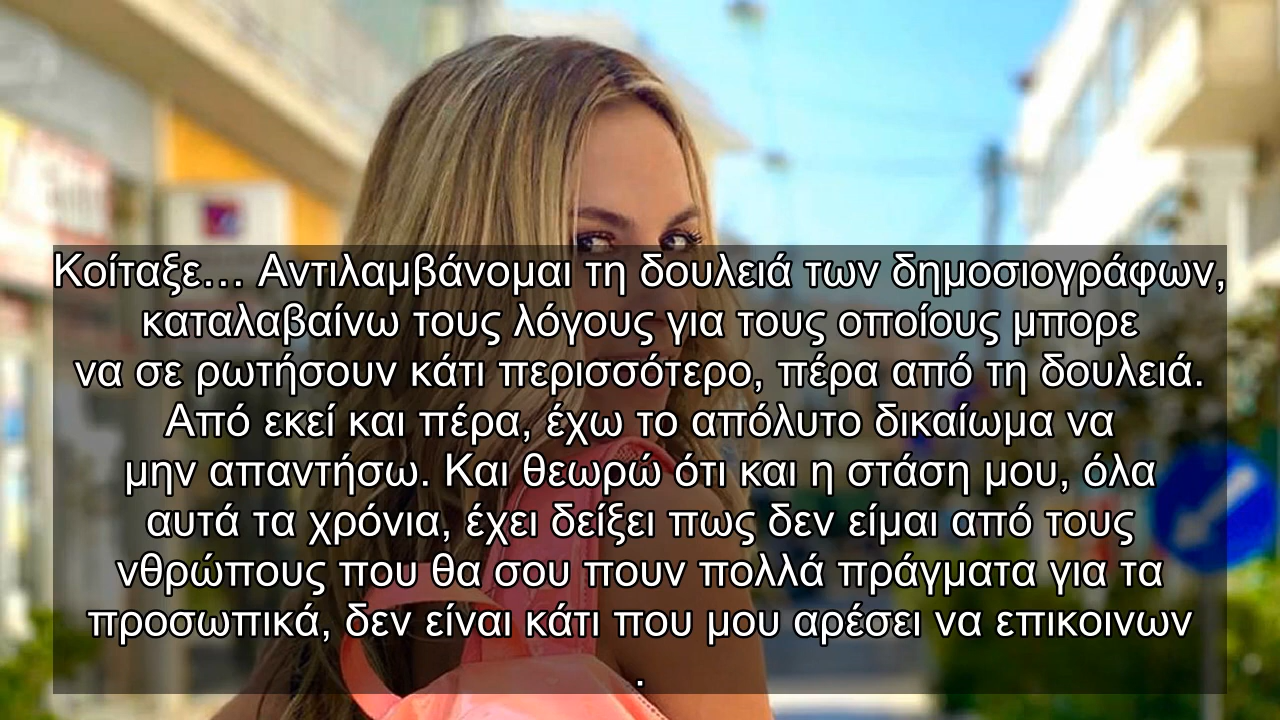 Κοίταξε… Αντιλαμβάνομαι τη δουλειά των δημοσιογράφων,
καταλαβαίνω τους λόγους για τους οποίους μπορε
να σε ρωτήσουν κάτι περισσότερο, πέρα από τη δουλειά.
Από εκεί και πέρα, έχω το απόλυτο δικαίωμα να
μην απαντήσω. Και θεωρώ ότι και η στάση μου, όλα
αυτά τα χρόνια, έχει δείξει πως δεν είμαι από τους
νθρώπους που θα σου πουν πολλά πράγματα για τα
προσωπικά, δεν είναι κάτι που μου αρέσει να επικοινων
.